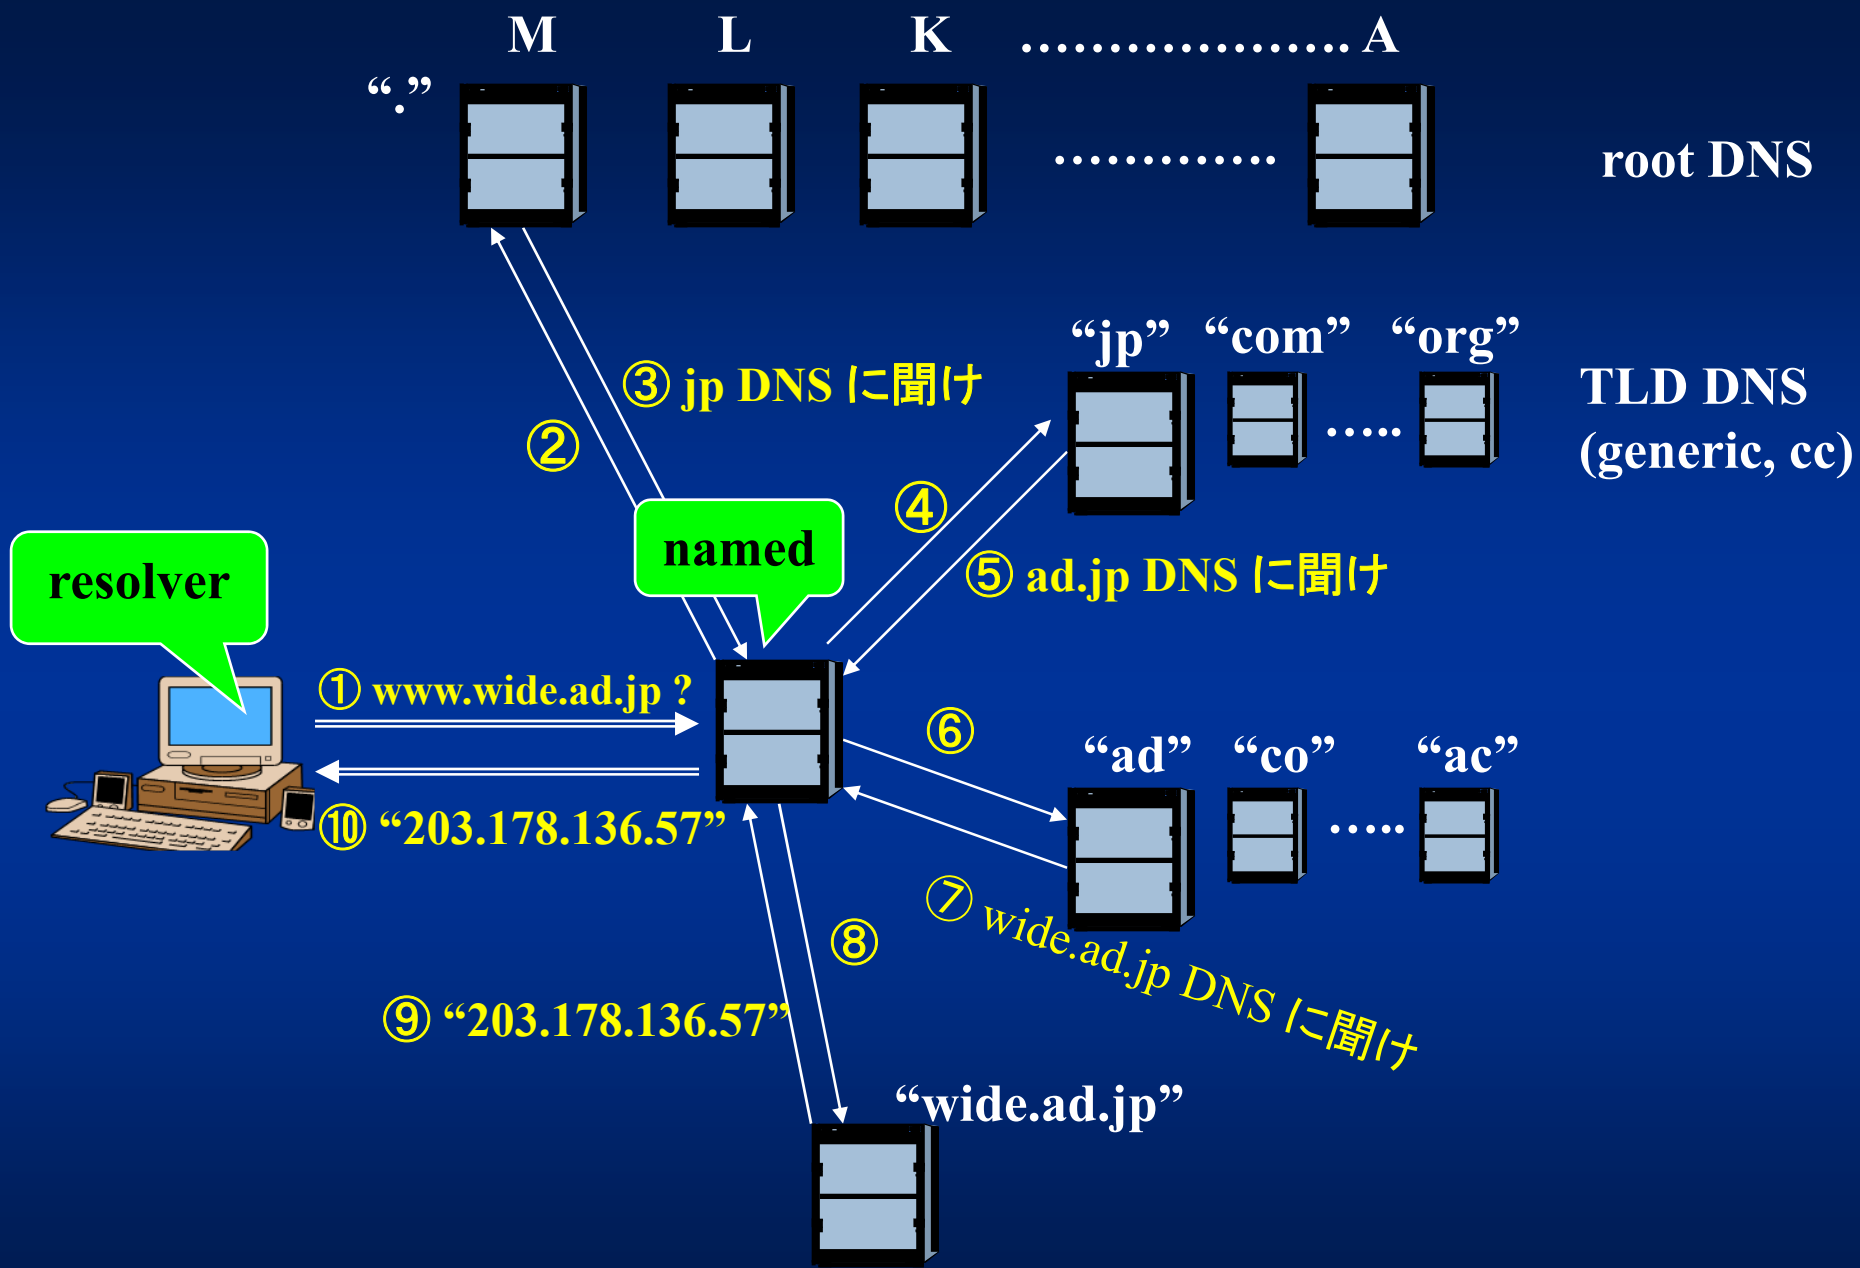 M L K ……………….. A
“.”
…………. 
root DNS
“jp” “com” “org”
③ jp DNS に聞け
TLD DNS
…..
(generic, cc)
②
④
named
resolver
⑤ ad.jp DNS に聞け
① www.wide.ad.jp ?
⑥
“ad” “co” “ac”
⑩ “203.178.136.57”
…..
⑦ wide.ad.jp DNS に聞け
⑧
⑨ “203.178.136.57”
“wide.ad.jp”